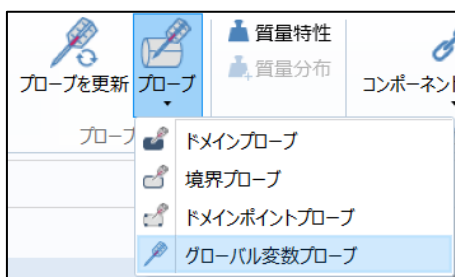 プローブを更新
プローブ
質量特性
質量分布
コンポーネント
プローブ
ドメインプローブ
境界プローブ
ドメインポイントプローブ
グローバル変数プローブ